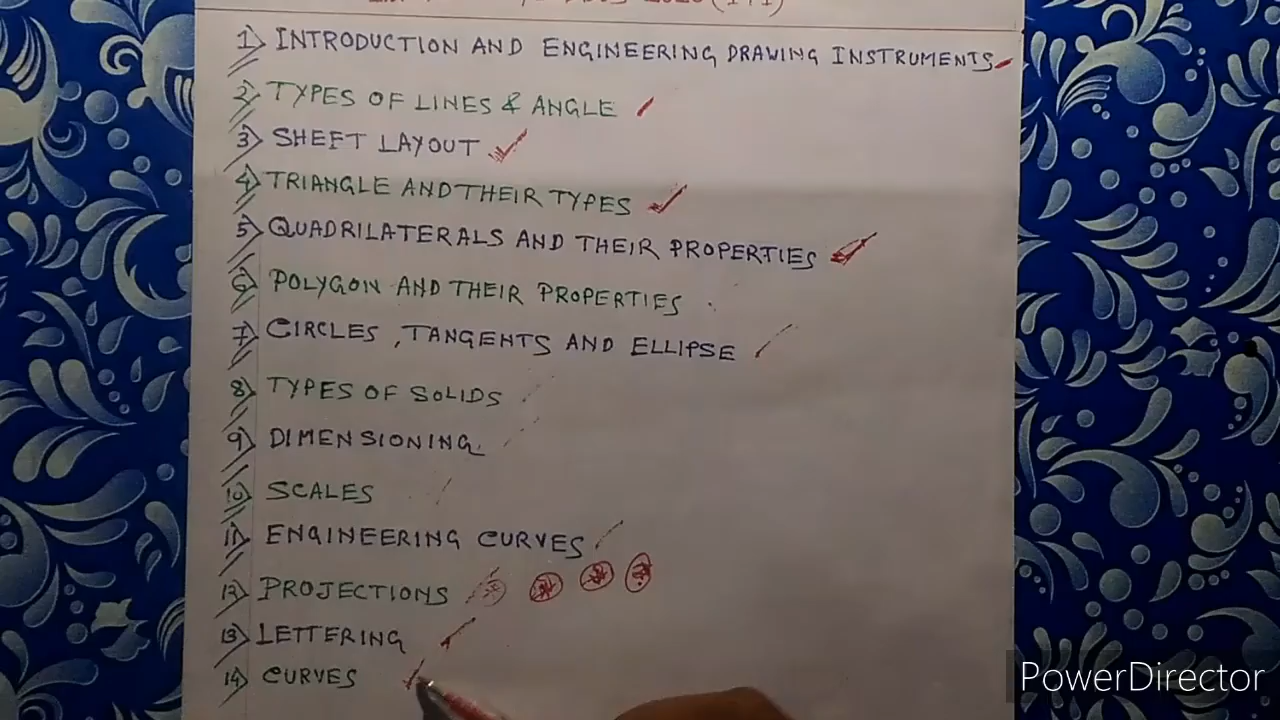 1) INTRODUCTION AND ENGINEERING DRAWING INSTRUMENTS
2) TYPES OF LINES & ANGLE
3) SHEET LAYOUT
4) TRIANGLE AND THEIR TYPES
5) QUADRILATERALS AND THEIR PROPERTIES
6) POLYGON AND THEIR PROPERTIES
7) CIRCLES, TANGENTS AND ELLIPSE
8) TYPES OF SOLIDS
9) DIMENSIONING
10) SCALES
11) ENGINEERING CURVES
12) PROJECTIONS
13) LETTERING
14) CURVES
PowerDirector